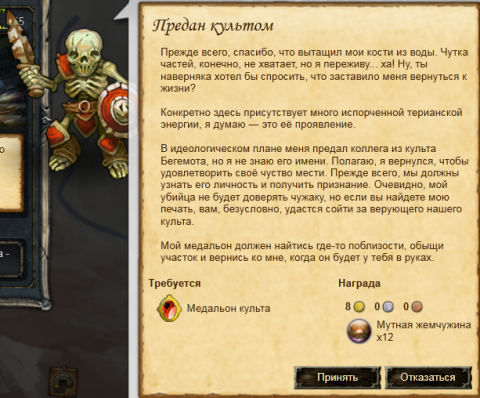 65
Предан культом
Прежде всего, спасибо, что вытащил мои кости из воды. Чутка
частей, конечно, не хватает, но я переживу... ха! Ну, ты
наверняка хотел бы спросить, что заставило меня вернуться к
жизни?
Конкретно здесь присутствует много испорченной терианской
энергии, я думаю — это её проявление.
В идеологическом плане меня предал коллега из культа
Бегемота, но я не знаю его имени. Полагаю, я вернулся, чтобы
удовлетворить своё чуство мести. Прежде всего, мы должны
узнать его личность и получить признание. Очевидно, мой
убийца не будет доверять чужаку, но если вы найдете мою
печать, вам, безусловно, удастся сойти за верующего нашего
культа.
Мой медальон должен найтись где-то поблизости, обыщи
участок и вернись ко мне, когда он будет у тебя в руках.
Требуется
Медальон культа
Награда
8 0 0
Мутная жемчужина
x12
Принять
Отказаться